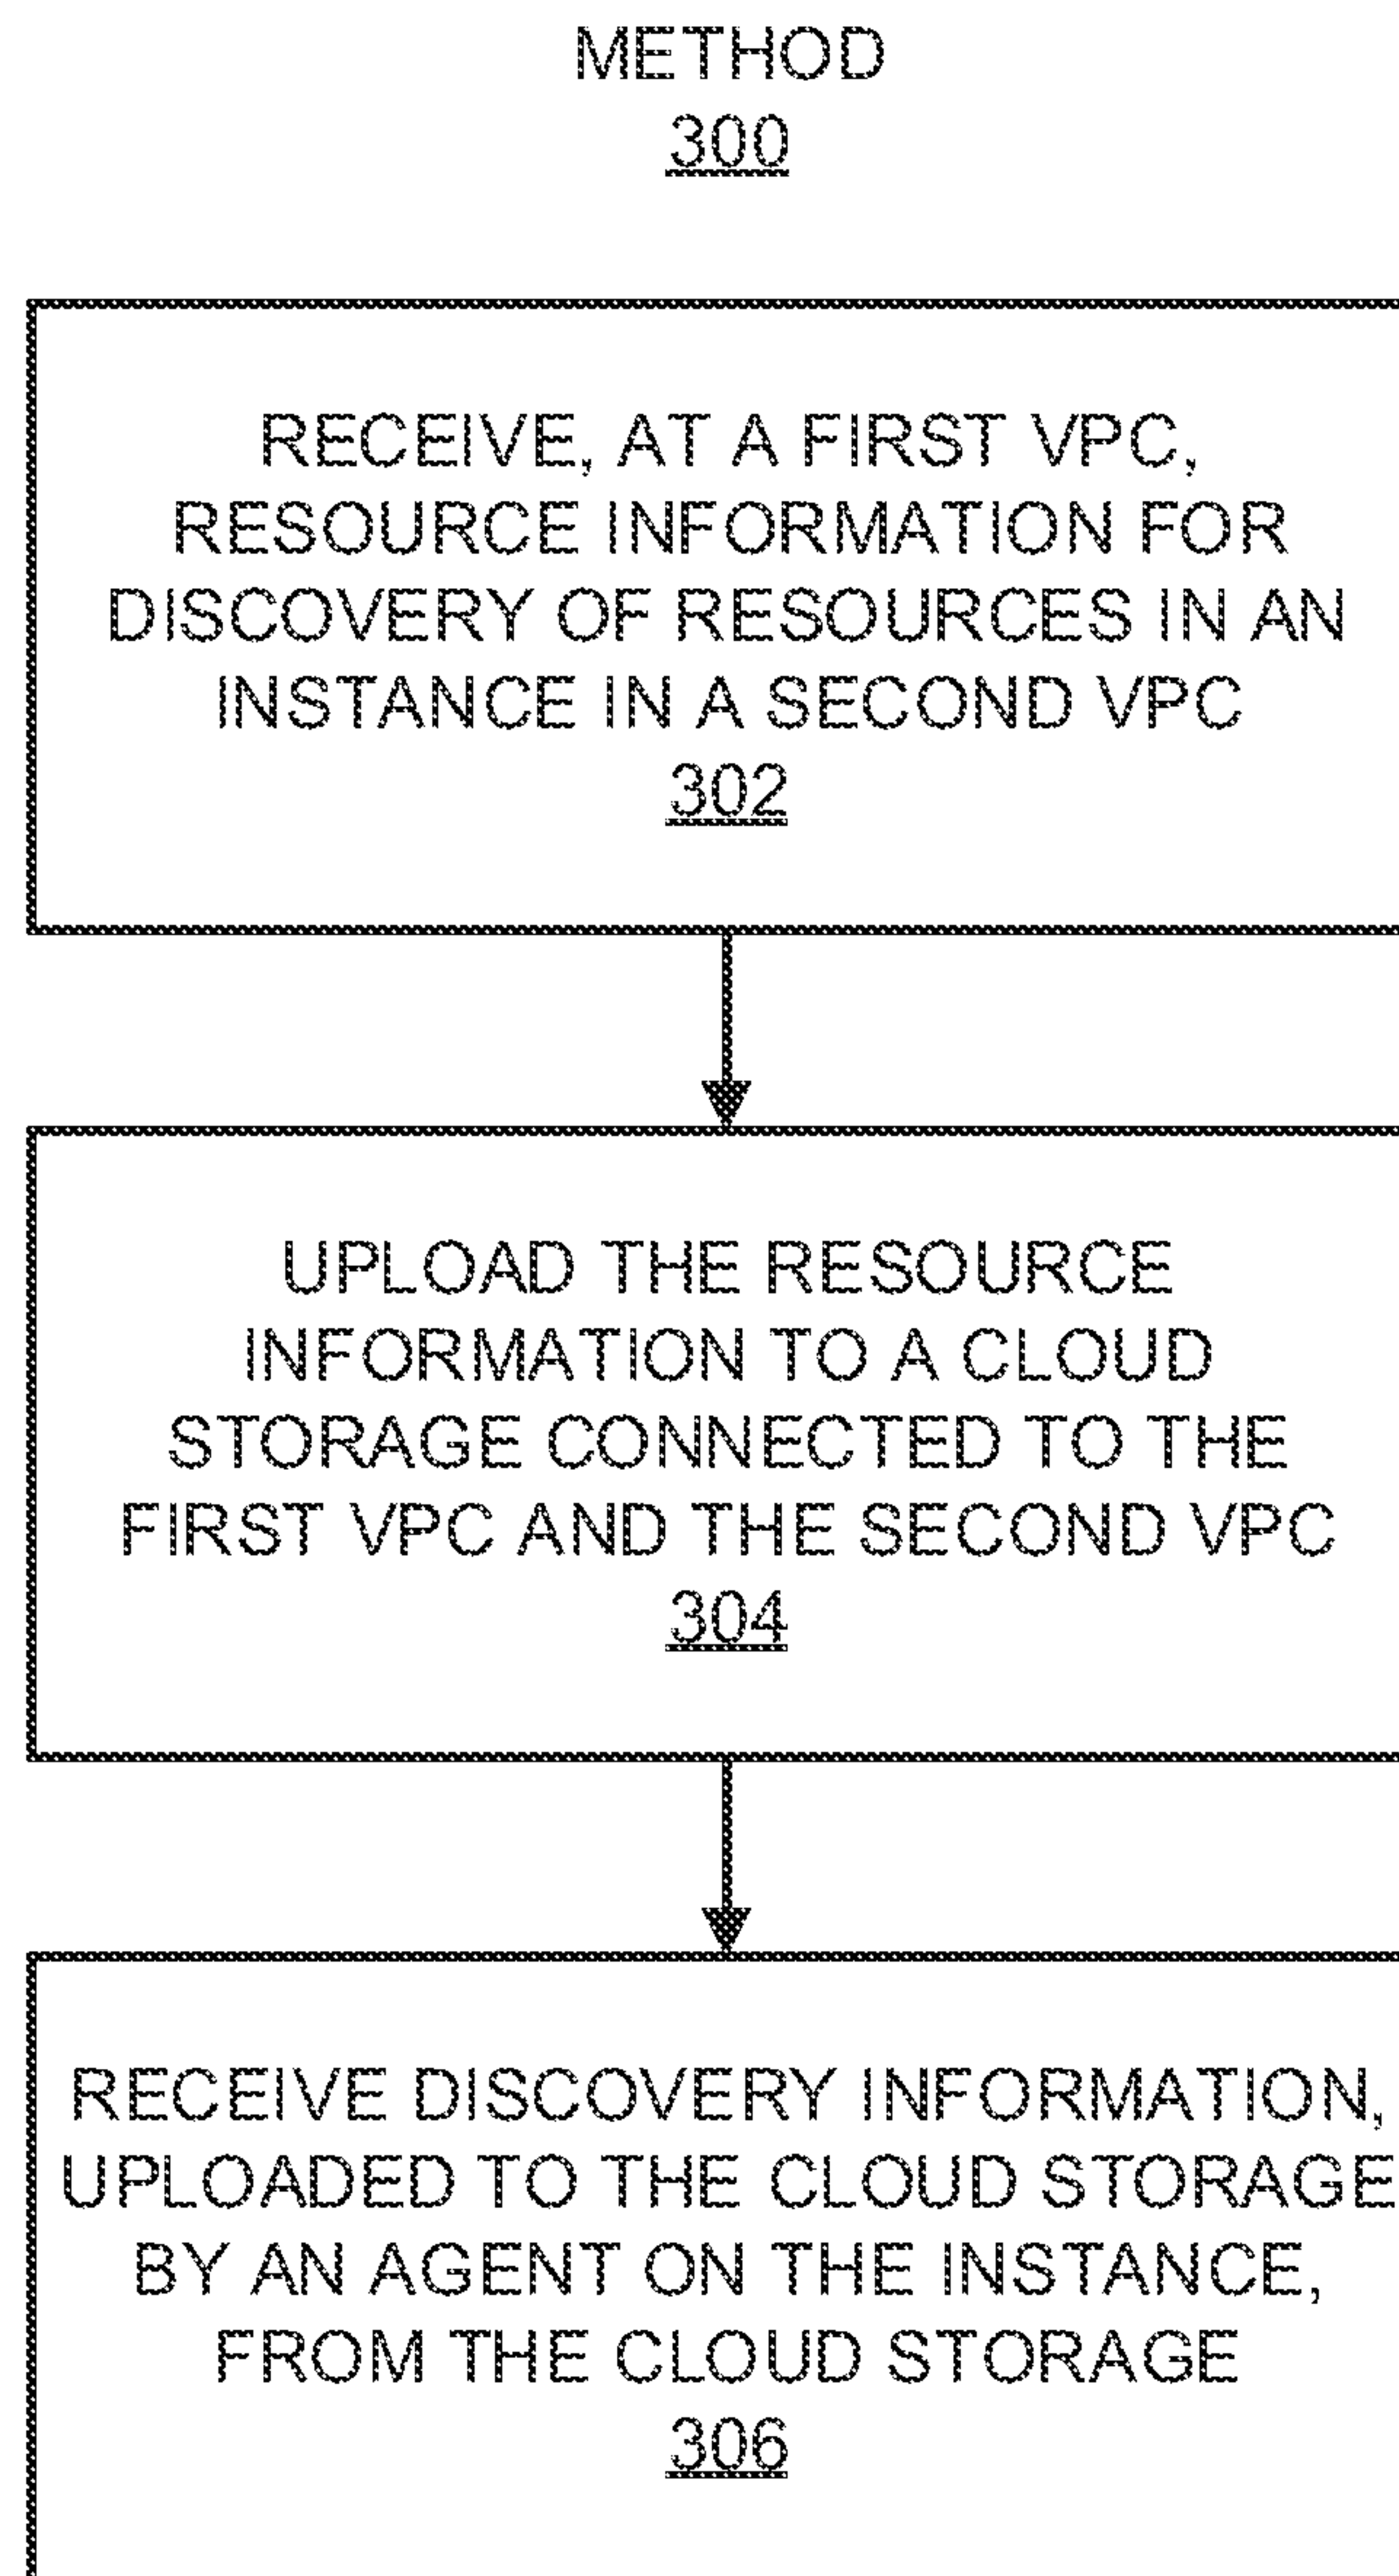 METHOD
300
RECEIVE, AT A FIRST VPC,
RESOURCE INFORMATION FOR
DISCOVERY OF RESOURCES IN AN
INSTANCE IN A SECOND VPC
302
UPLOAD THE RESOURCE
INFORMATION TO A CLOUD
STORAGE CONNECTED TO THE
FIRST VPC AND THE SECOND VPC
304
RECEIVE DISCOVERY INFORMATION,
UPLOADED TO THE CLOUD STORAGE
BY AN AGENT ON THE INSTANCE,
FROM THE CLOUD STORAGE
306